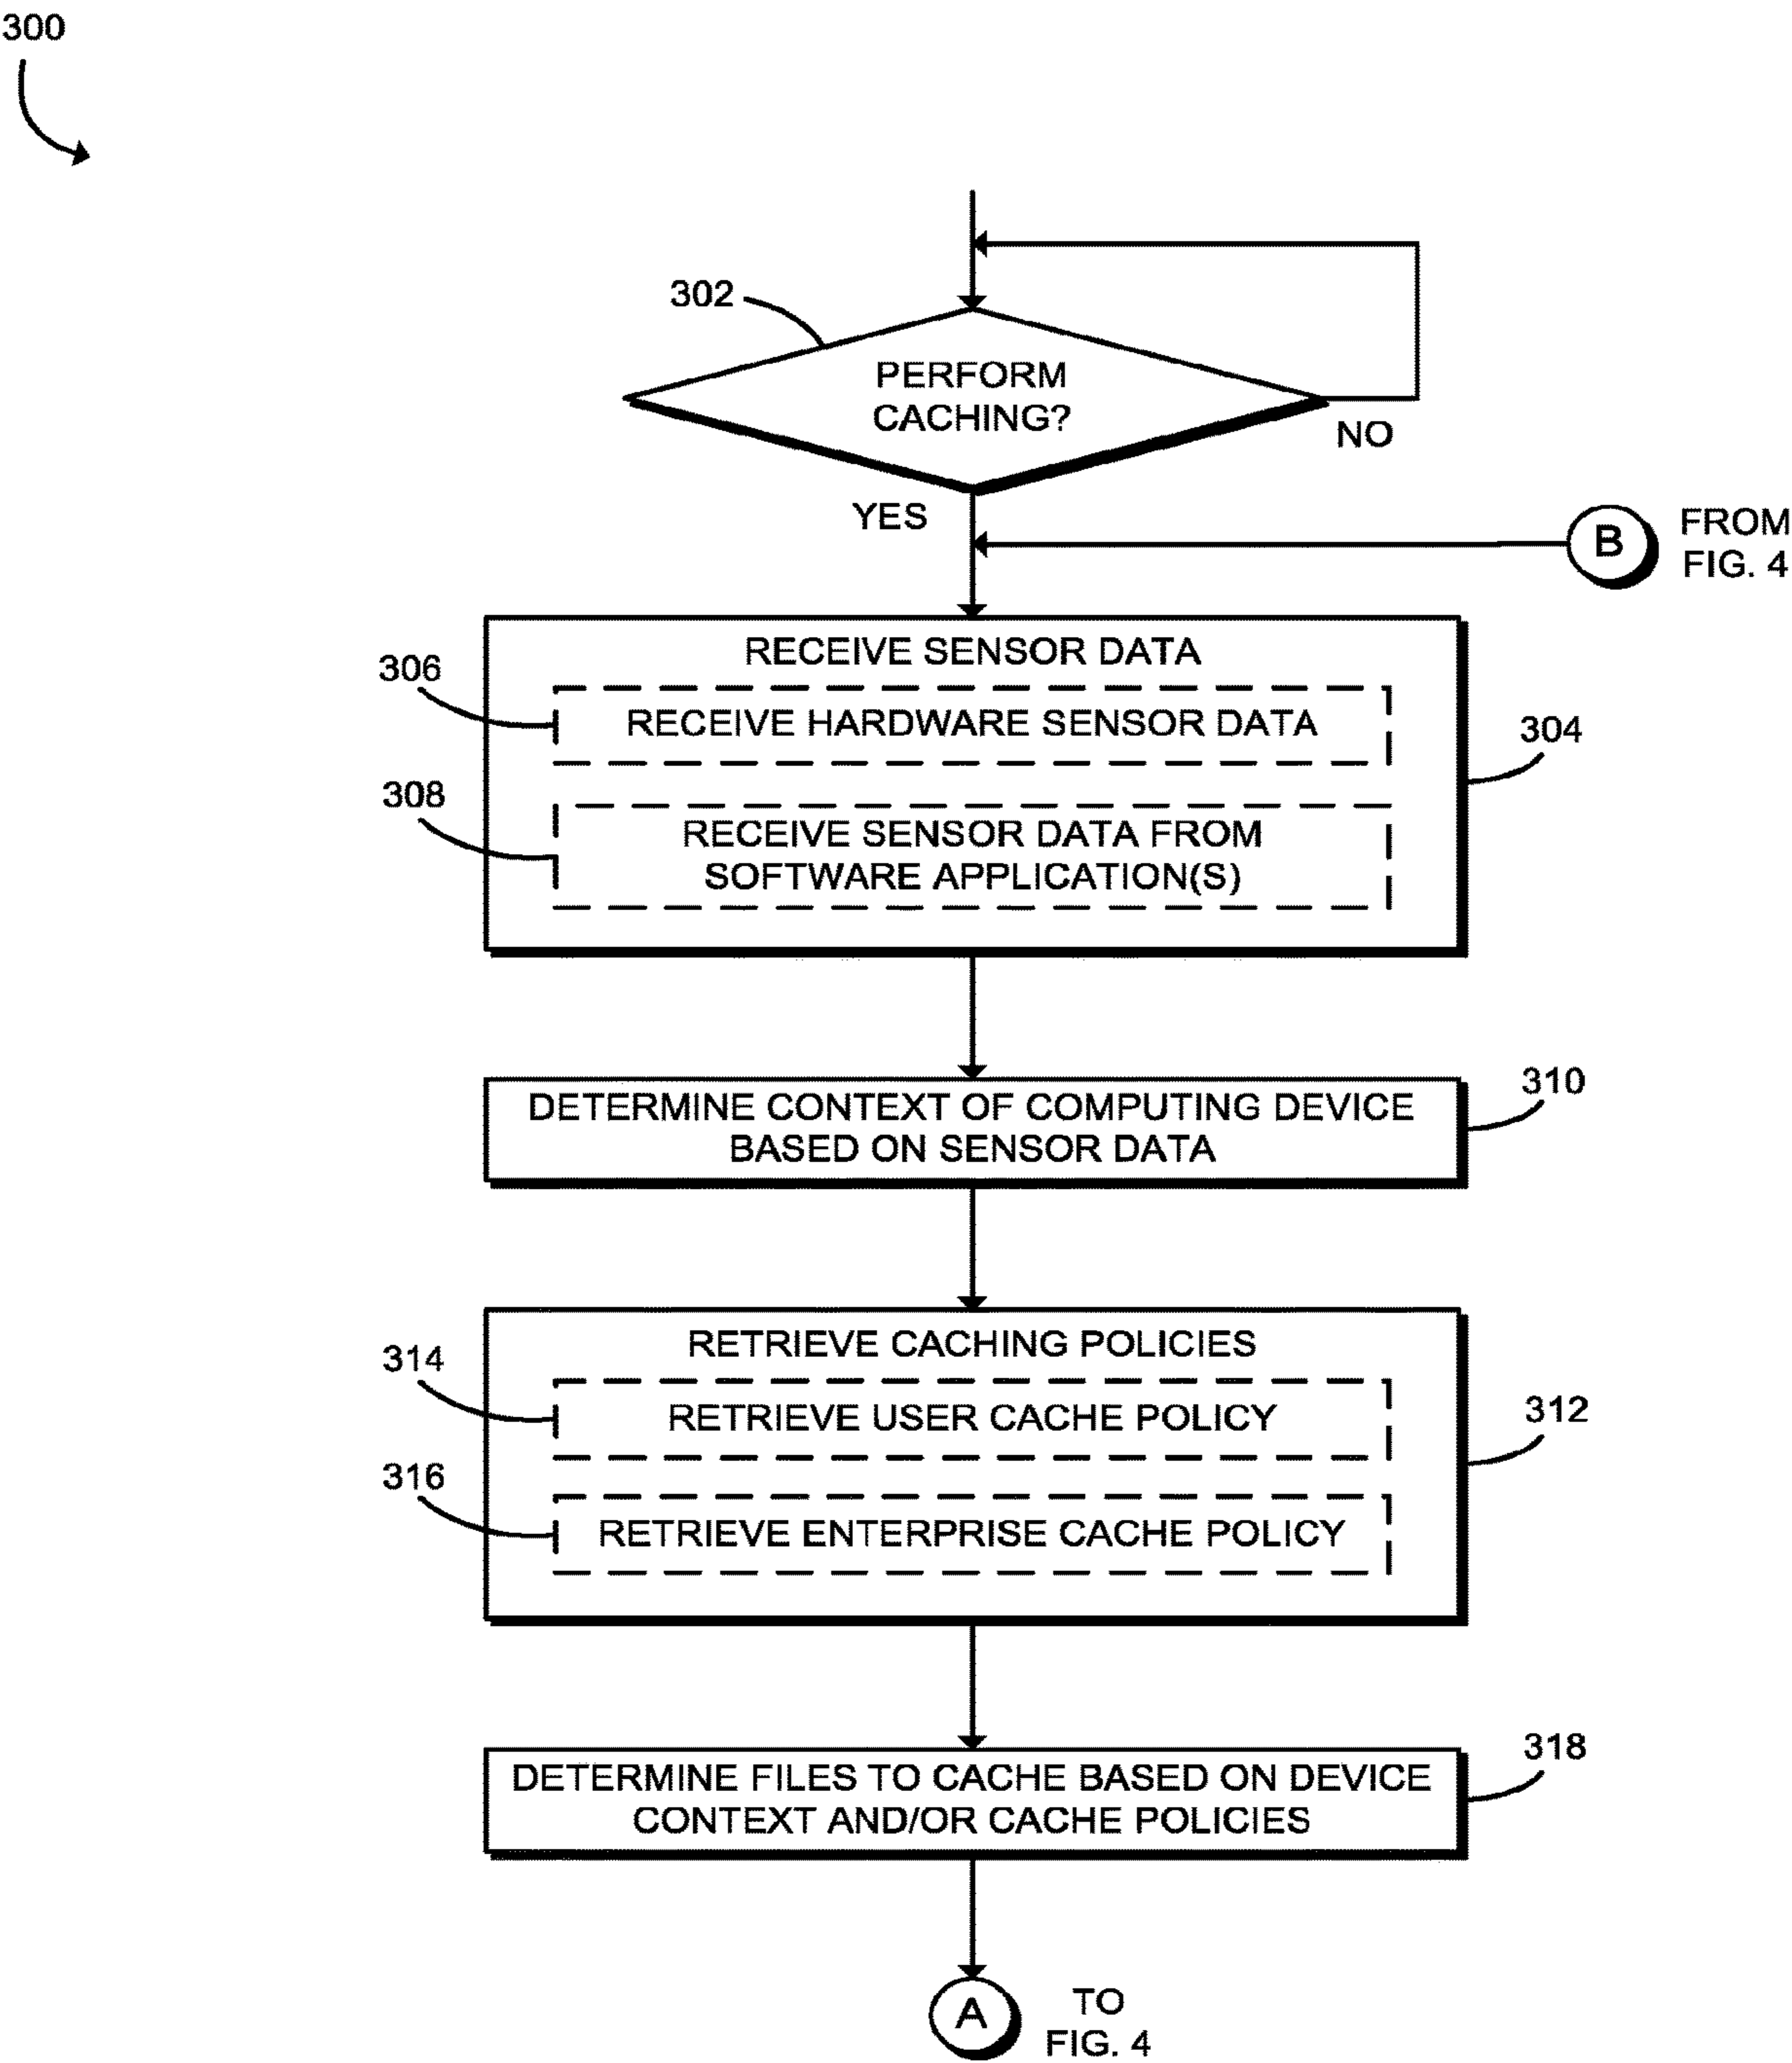 300
302
PERFORM
CACHING?
NO
YES
B
FROM
FIG. 4
RECEIVE SENSOR DATA
306
RECEIVE HARDWARE SENSOR DATA
304
308
RECEIVE SENSOR DATA FROM
SOFTWARE APPLICATION(S)
310
DETERMINE CONTEXT OF COMPUTING DEVICE
BASED ON SENSOR DATA
RETRIEVE CACHING POLICIES
314
RETRIEVE USER CACHE POLICY
312
316
RETRIEVE ENTERPRISE CACHE POLICY
318
DETERMINE FILES TO CACHE BASED ON DEVICE
CONTEXT AND/OR CACHE POLICIES
A
TO
FIG. 4